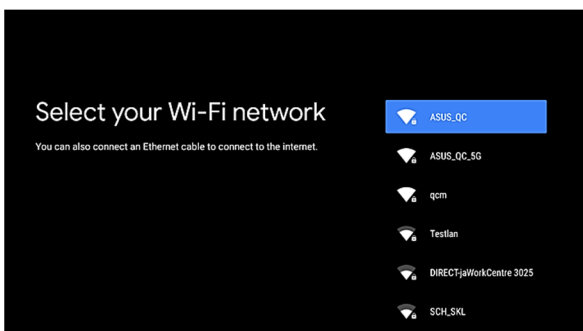 Select your Wi-Fi network
You can also connect an Ethernet cable to connect to the internet.
ASUS_QC
ASUS_QC_5G
qcm
Testlan
DIRECT-jaWorkCentre 3025
SCH_SKL